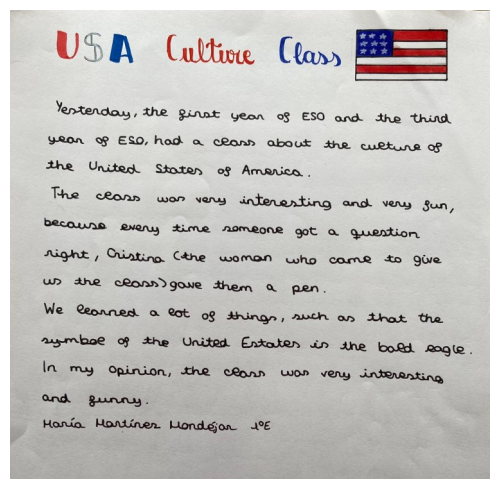 USA Culture Class
Yesterday, the first year of ESO and the third
year of ESO, had a class about the culture of
the United States of America.
The class was very interesting and very fun,
because every time someone got a question
right, Cristina (the woman who came to give
us the class) gave them a pen.
We learned a lot of things, such as that the
symbol of the United Estates is the bald eagle.
In my opinion, the class was very interesting
and funny.
María Martínez Mondéjar 1ºE